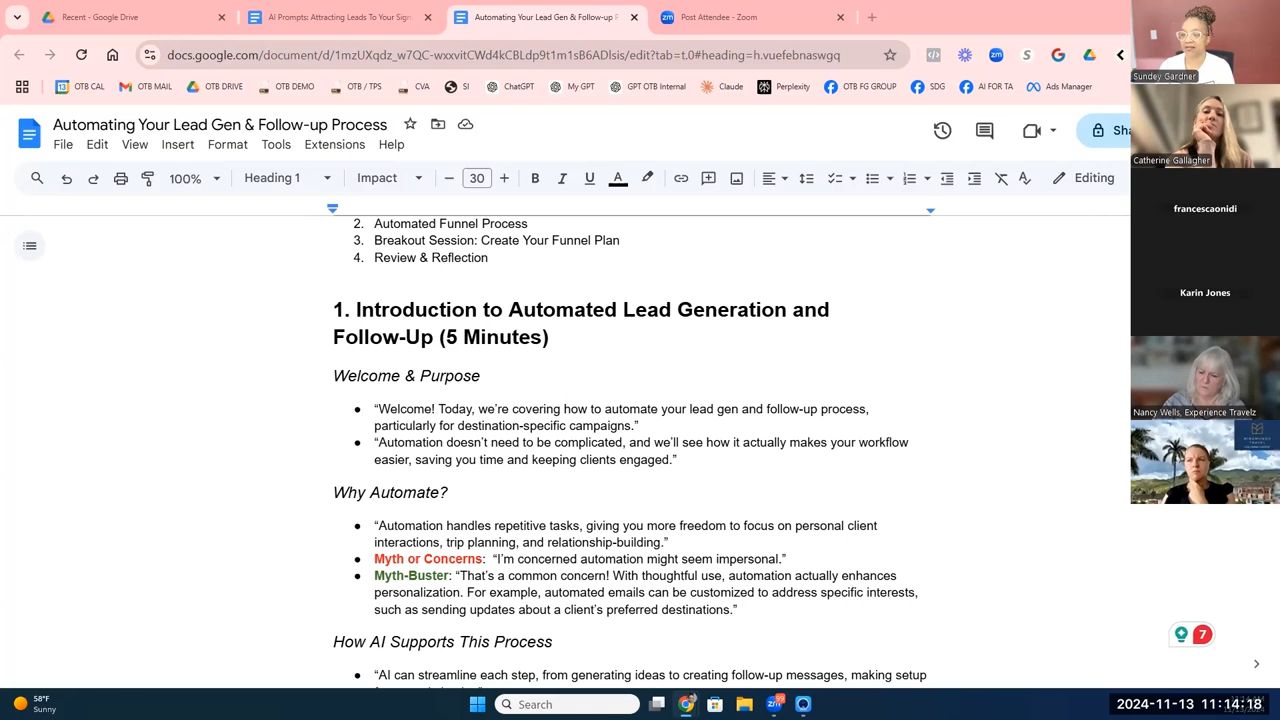 Recent - Google Drive
AI Prompts: Attracting Leads To Your Sign
Automating Your Lead Gen & Follow-up P
Post Attendee - Zoom
docs.google.com/document/d/1mzUXqdz_w7QC-wxxvitCV
CBLdp9t1m1sB6ADlsis/edit?tab=t.0#heading=h.vuefebnaswgq
OTB CAL
OTB MAIL
OTB DRIVE
OTB DEMO
OTB / TPS
CVA
ChatGPT
My GPT
GPT OTB Internal
Claude
Perplexity
OTB FG GROUP
SDG
AI FOR TA
Ads Manager
Automating Your Lead Gen & Follow-up Process
File Edit View Insert Format Tools Extensions Help
Sha
100% Heading 1 Impact 30 Editing
2. Automated Funnel Process
3. Breakout Session: Create Your Funnel Plan
4. Review & Reflection
1. Introduction to Automated Lead Generation and
Follow-Up (5 Minutes)
Welcome & Purpose
● “Welcome! Today, we’re covering how to automate your lead gen and follow-up process,
particularly for destination-specific campaigns.”
● “Automation doesn’t need to be complicated, and we’ll see how it actually makes your workflow
easier, saving you time and keeping clients engaged.”
Why Automate?
● “Automation handles repetitive tasks, giving you more freedom to focus on personal client
interactions, trip planning, and relationship-building.”
● Myth or Concerns: “I’m concerned automation might seem impersonal.”
● Myth-Buster: “That’s a common concern! With thoughtful use, automation actually enhances
personalization. For example, automated emails can be customized to address specific interests,
such as sending updates about a client’s preferred destinations.”
How AI Supports This Process
● “AI can streamline each step, from generating ideas to creating follow-up messages, making setup
7
Sundey Gardner
Catherine Gallagher
francescaonidi
Karin Jones
Nancy Wells, Experience Travelz
58°F
Sunny
Search
2024-11-13 11:14:18